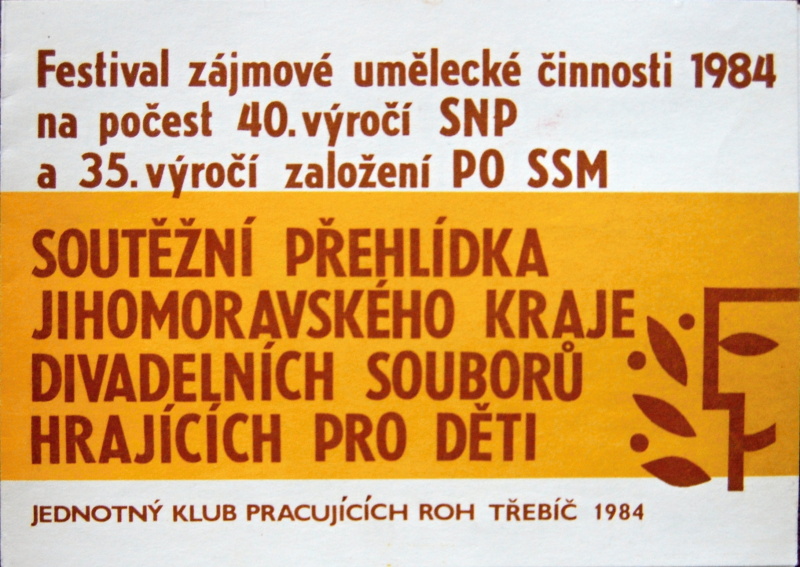 Festival zájmové umělecké činnosti 1984
na počest 40. výročí SNP
a 35. výročí založení PO SSM
SOUTĚŽNÍ PŘEHLÍDKA
JIHOMORAVSKÉHO KRAJE
DIVADELNÍCH SOUBORŮ
HRAJÍCÍCH PRO DĚTI
JEDNOTNÝ KLUB PRACUJÍCÍCH ROH TŘEBÍČ 1984